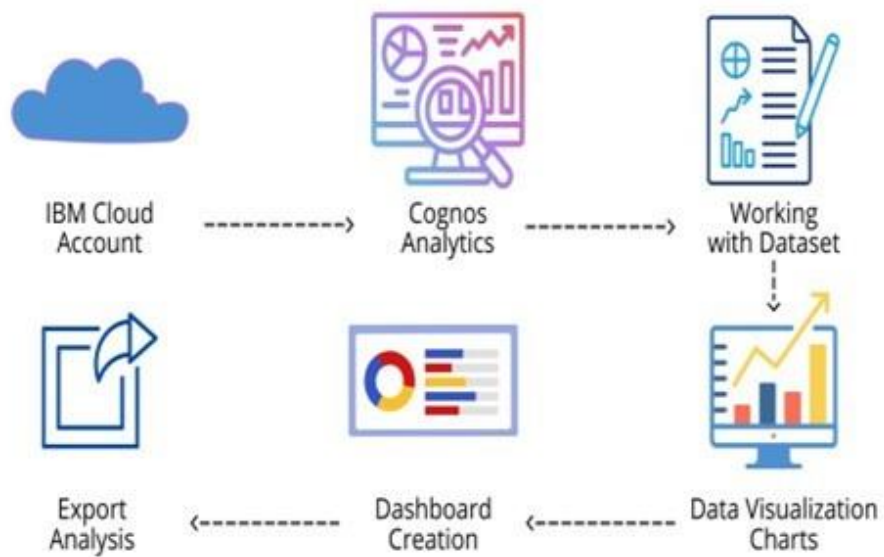 IBM Cloud
Account
Cognos
Analytics
Working
with Dataset
Data Visualization
Charts
Dashboard
Creation
Export
Analysis